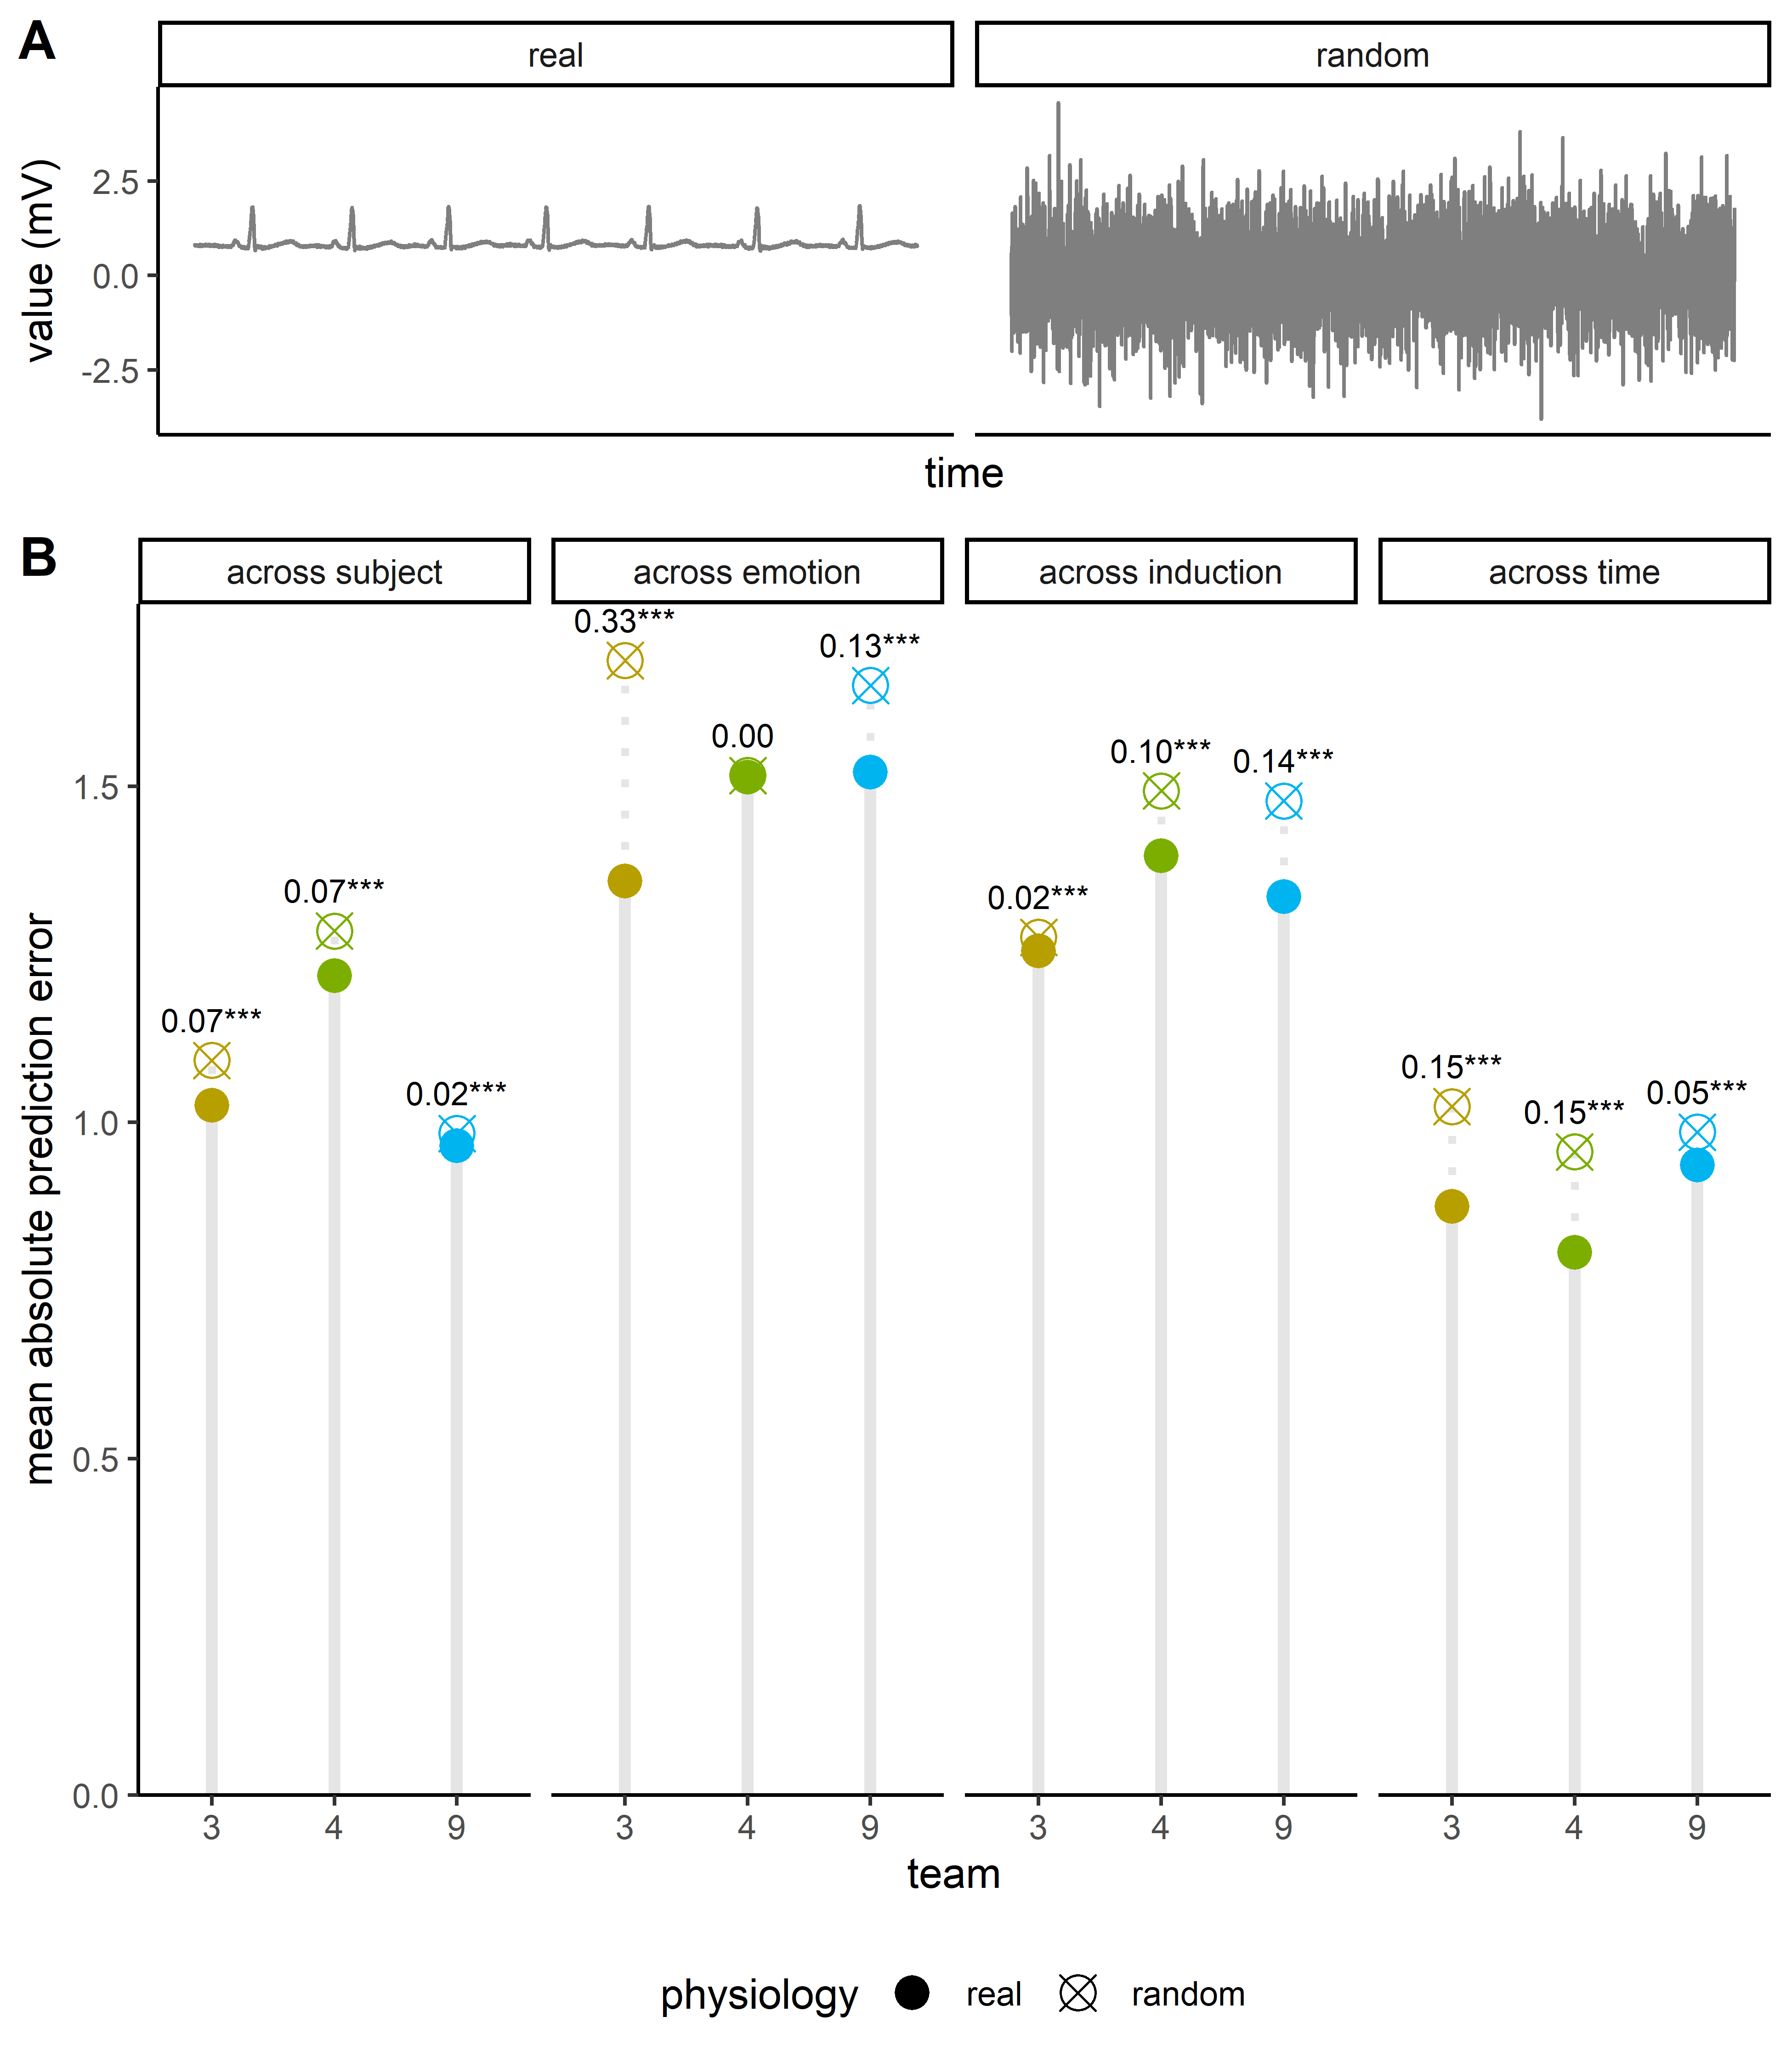 A
real
random
value (mV)
2.5
0.0
-2.5
time
B
across subject
across emotion
across induction
across time
mean absolute prediction error
1.5
1.0
0.5
0.0
0.07***
0.07***
0.02***
0.33***
0.00
0.13***
0.02***
0.10***
0.14***
0.15***
0.15***
0.05***
3 4 9
3 4 9
3 4 9
3 4 9
team
physiology real random